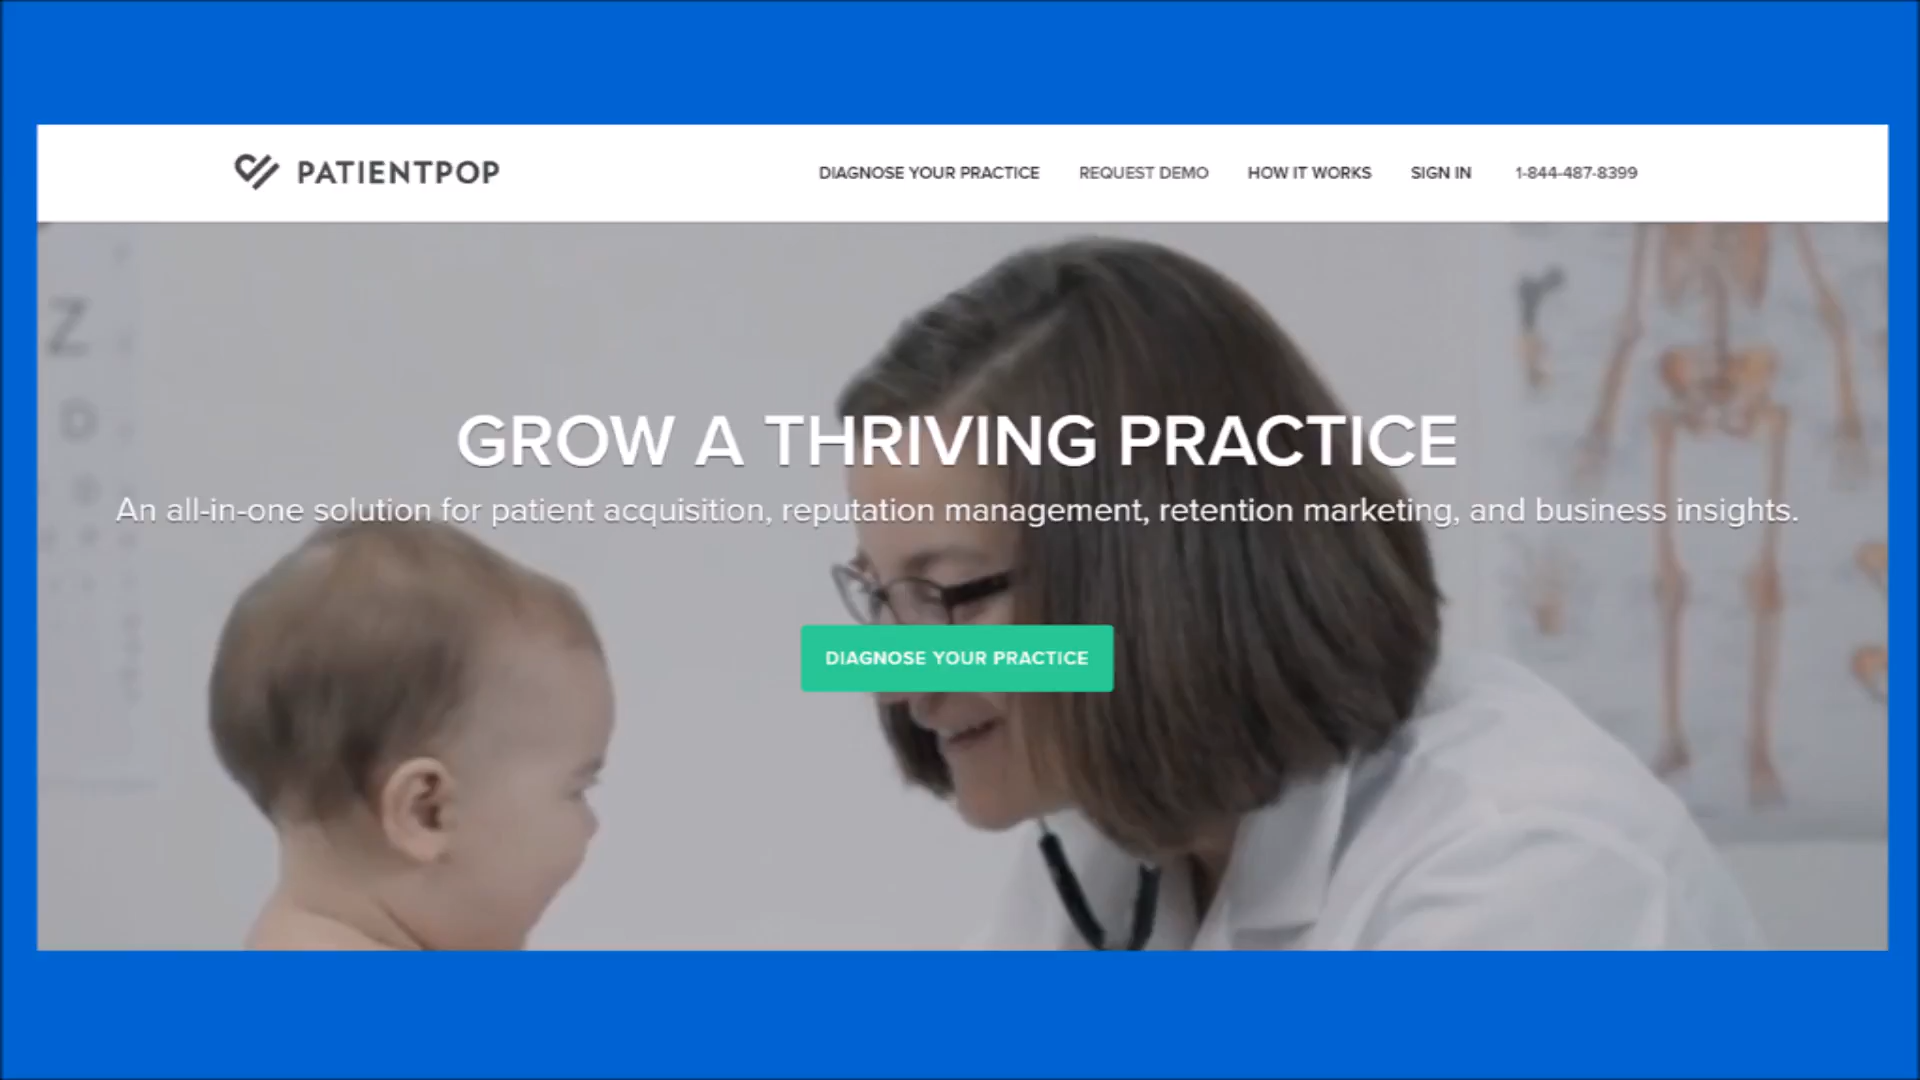 PATIENTPOP
DIAGNOSE YOUR PRACTICE REQUEST DEMO HOW IT WORKS SIGN IN 1-844-487-8399
Z
D
GROW A THRIVING PRACTICE
An all-in-one solution for patient acquisition, reputation management, retention marketing, and business insights.
DIAGNOSE YOUR PRACTICE